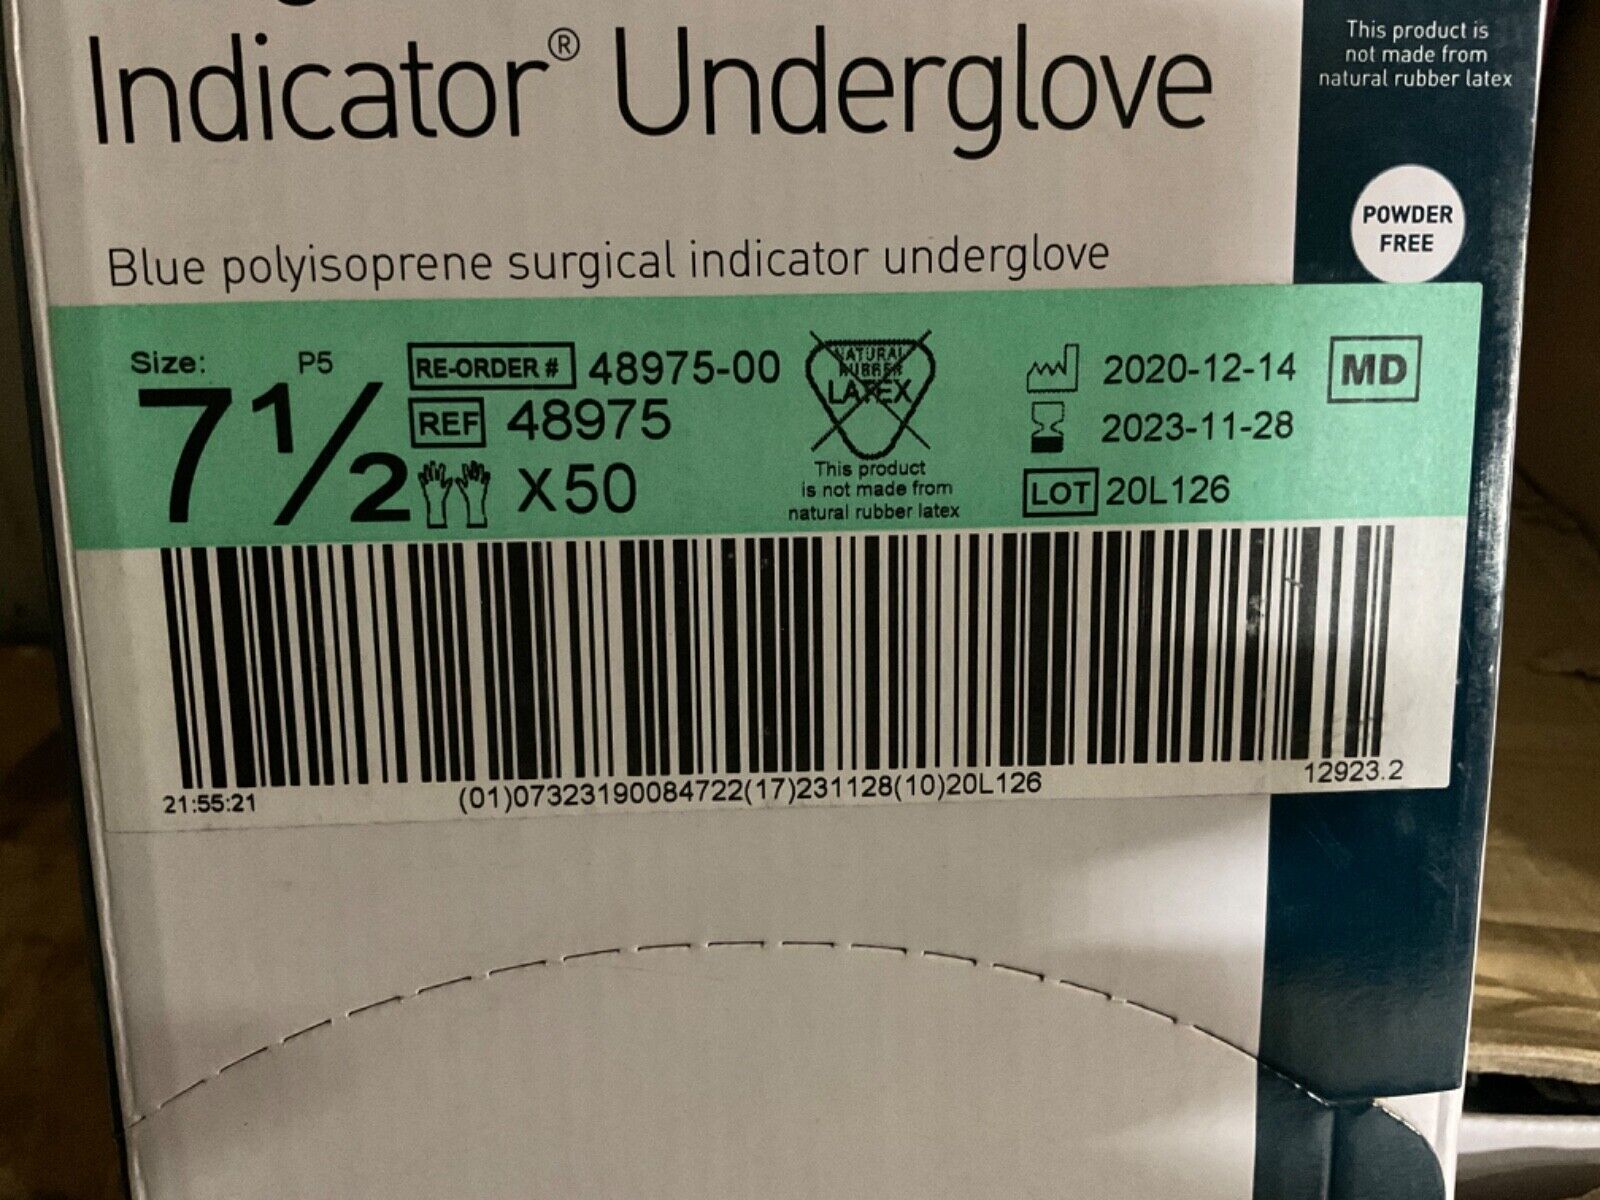 Indicator® Underglove
This product is
not made from
natural rubber latex
POWDER
FREE
Blue polyisoprene surgical indicator underglove
Size: P5
7 1/2
RE-ORDER # 48975-00
REF 48975
X50
NATURAL
RUBBER
LATEX
This product
is not made from
natural rubber latex
2020-12-14
MD
2023-11-28
LOT 20L126
21:55:21
(01)07323190084722(17)231128(10)20L126
12923.2